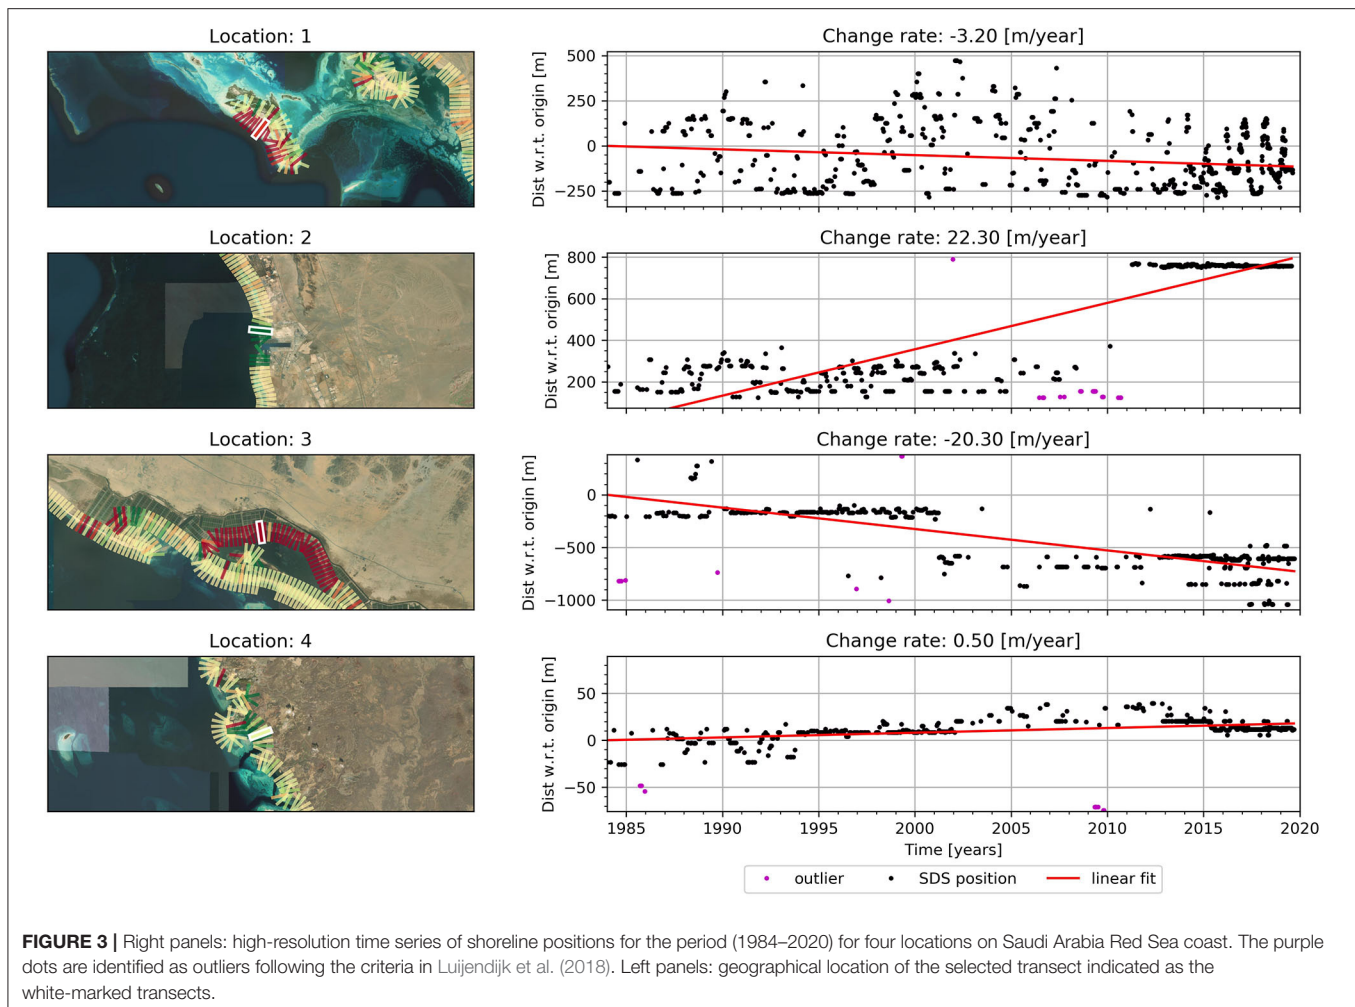 Location: 1
Change rate: -3.20 [m/year]
Dist w.r.t. origin [m]
500
250
0
−250
Location: 2
Change rate: 22.30 [m/year]
Dist w.r.t. origin [m]
800
600
400
200
Location: 3
Change rate: -20.30 [m/year]
Dist w.r.t. origin [m]
0
−500
−1000
Location: 4
Change rate: 0.50 [m/year]
Dist w.r.t. origin [m]
50
0
−50
1985 1990 1995 2000 2005 2010 2015 2020
Time [years]
outlier SDS position linear fit
FIGURE 3 | Right panels: high-resolution time series of shoreline positions for the period (1984–2020) for four locations on Saudi Arabia Red Sea coast. The purple
dots are identified as outliers following the criteria in Luijendijk et al. (2018). Left panels: geographical location of the selected transect indicated as the
white-marked transects.